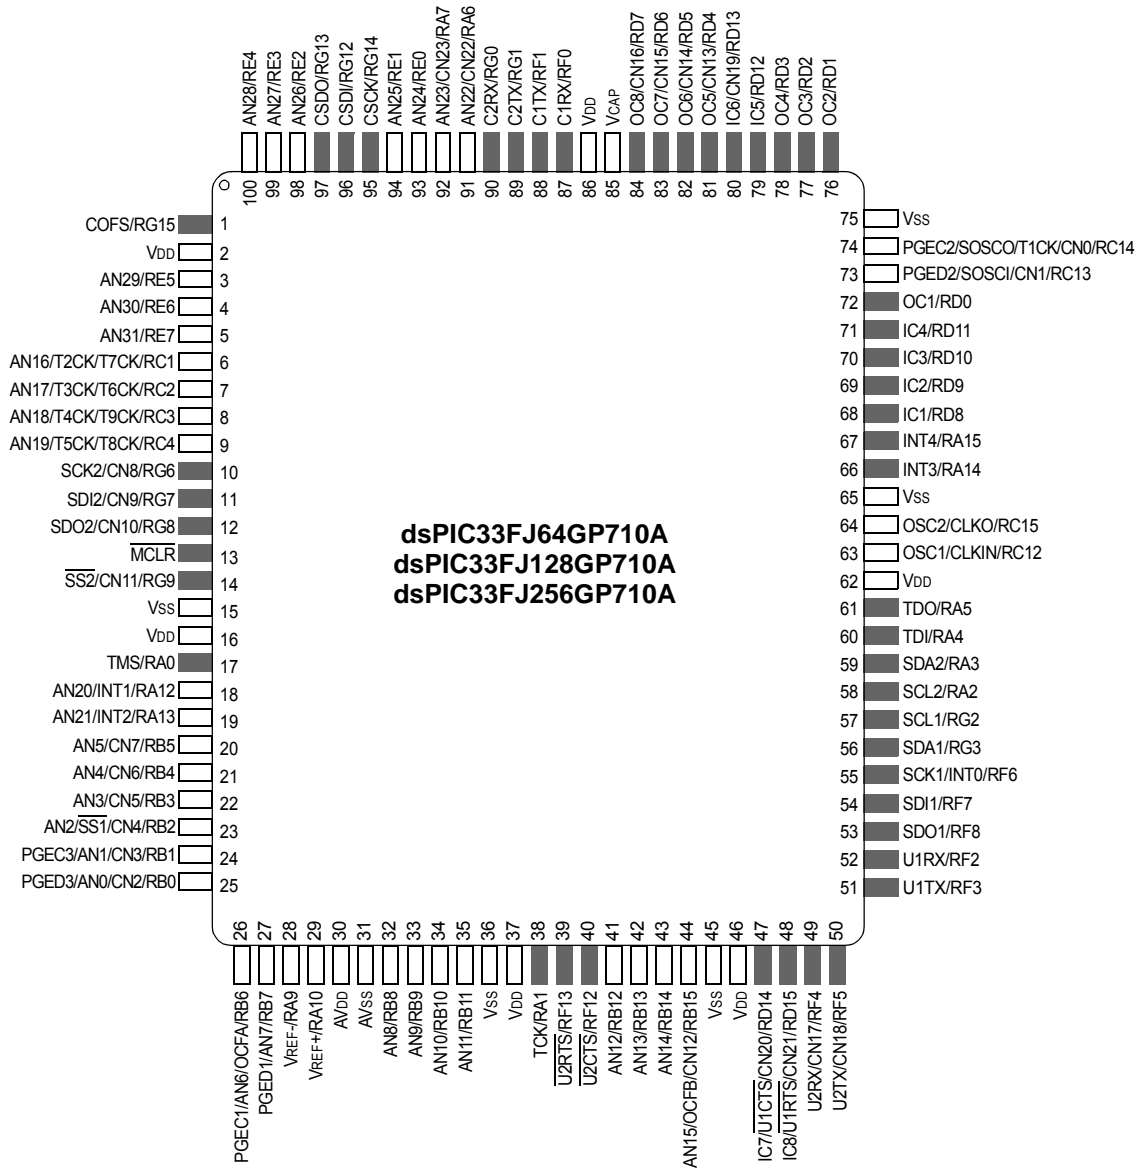 AN28/RE4
AN27/RE3
AN26/RE2
CSDO/RG13
CSDI/RG12
CSCK/RG14
AN25/RE1
AN24/RE0
AN23/CN23/RA7
AN22/CN22/RA6
C2RX/RG0
C2TX/RG1
C1TX/RF1
C1RX/RF0
VDD
VCAP
OC8/CN16/RD7
OC7/CN15/RD6
OC6/CN14/RD5
OC5/CN13/RD4
IC6/CN19/RD13
IC5/RD12
OC4/RD3
OC3/RD2
OC2/RD1
100
99
98
97
96
95
94
93
92
91
90
89
88
87
86
85
84
83
82
81
80
79
78
77
76
COFS/RG15 1
VDD 2
AN29/RE5 3
AN30/RE6 4
AN31/RE7 5
AN16/T2CK/T7CK/RC1 6
AN17/T3CK/T6CK/RC2 7
AN18/T4CK/T9CK/RC3 8
AN19/T5CK/T8CK/RC4 9
SCK2/CN8/RG6 10
SDI2/CN9/RG7 11
SDO2/CN10/RG8 12
MCLR 13
SS2/CN11/RG9 14
VSS 15
VDD 16
TMS/RA0 17
AN20/INT1/RA12 18
AN21/INT2/RA13 19
AN5/CN7/RB5 20
AN4/CN6/RB4 21
AN3/CN5/RB3 22
AN2/SS1/CN4/RB2 23
PGEC3/AN1/CN3/RB1 24
PGED3/AN0/CN2/RB0 25
dsPIC33FJ64GP710A
dsPIC33FJ128GP710A
dsPIC33FJ256GP710A
75 VSS
74 PGEC2/SOSCO/T1CK/CN0/RC14
73 PGED2/SOSCI/CN1/RC13
72 OC1/RD0
71 IC4/RD11
70 IC3/RD10
69 IC2/RD9
68 IC1/RD8
67 INT4/RA15
66 INT3/RA14
65 VSS
64 OSC2/CLKO/RC15
63 OSC1/CLKIN/RC12
62 VDD
61 TDO/RA5
60 TDI/RA4
59 SDA2/RA3
58 SCL2/RA2
57 SCL1/RG2
56 SDA1/RG3
55 SCK1/INT0/RF6
54 SDI1/RF7
53 SDO1/RF8
52 U1RX/RF2
51 U1TX/RF3
26
27
28
29
30
31
32
33
34
35
36
37
38
39
40
41
42
43
44
45
46
47
48
49
50
PGEC1/AN6/OCFA/RB6
PGED1/AN7/RB7
VREF-/RA9
VREF+/RA10
AVDD
AVSS
AN8/RB8
AN9/RB9
AN10/RB10
AN11/RB11
VSS
VDD
TCK/RA1
U2RTS/RF13
U2CTS/RF12
AN12/RB12
AN13/RB13
AN14/RB14
AN15/OCFB/CN12/RB15
VSS
VDD
IC7/U1CTS/CN20/RD14
IC8/U1RTS/CN21/RD15
U2RX/CN17/RF4
U2TX/CN18/RF5